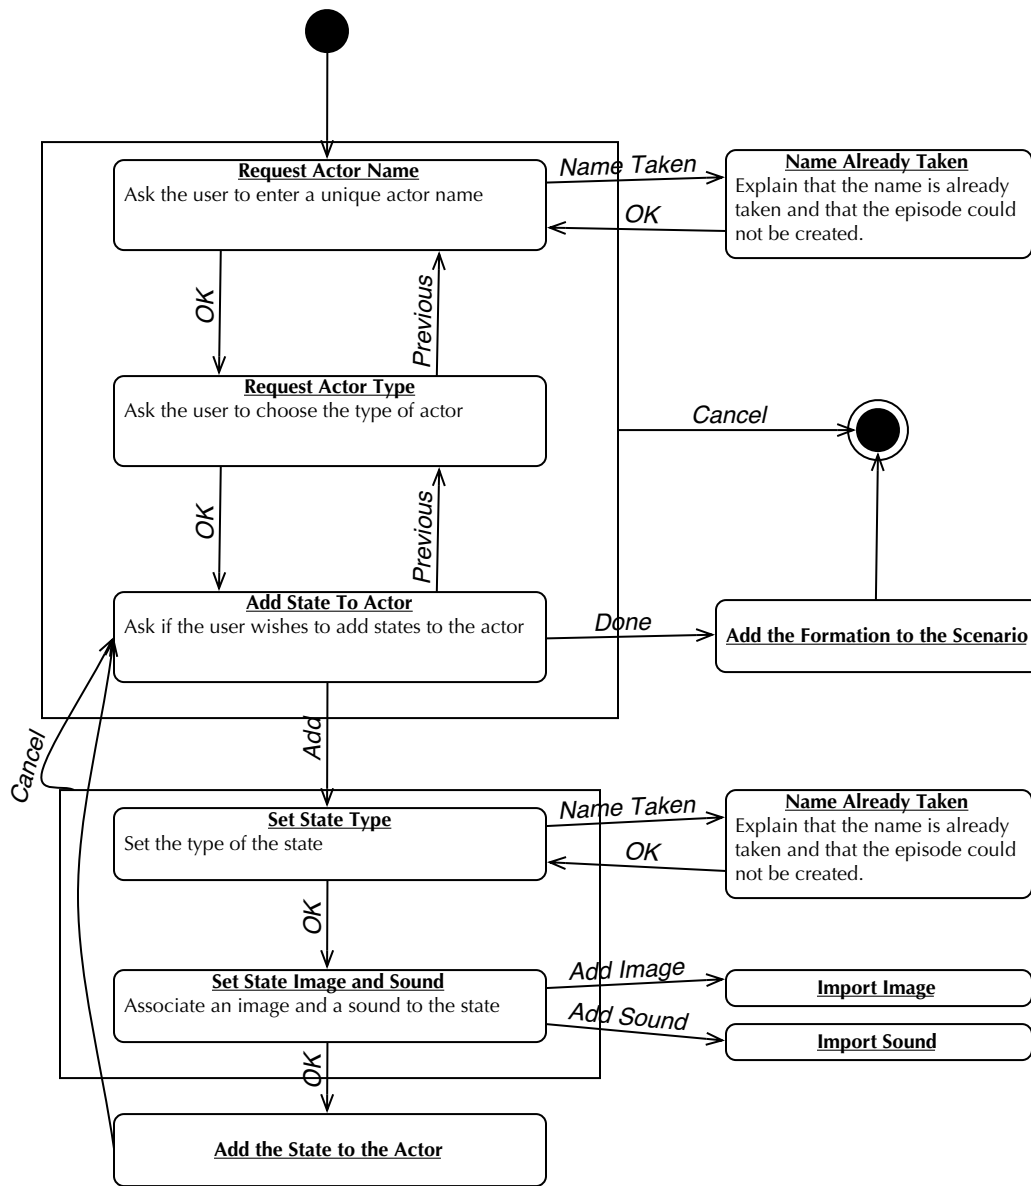 Request Actor Name
Ask the user to enter a unique actor name
Name Taken
Name Already Taken
Explain that the name is already
taken and that the episode could
not be created.
OK
OK
Previous
Request Actor Type
Ask the user to choose the type of actor
Cancel
OK
Previous
Add State To Actor
Ask if the user wishes to add states to the actor
Done
Add the Formation to the Scenario
Add
Cancel
Set State Type
Set the type of the state
Name Taken
Name Already Taken
Explain that the name is already
taken and that the episode could
not be created.
OK
OK
Set State Image and Sound
Associate an image and a sound to the state
Add Image
Import Image
Add Sound
Import Sound
OK
Add the State to the Actor